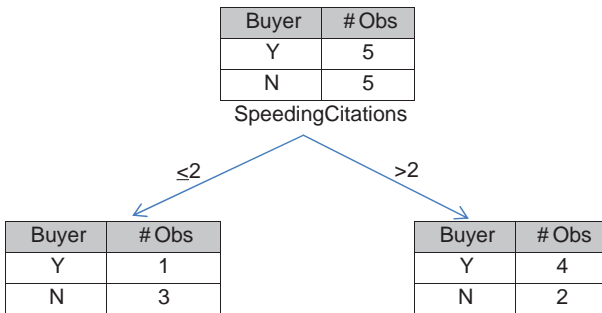 Buyer # Obs
Y 5
N 5
SpeedingCitations
≤2 >2
Buyer # Obs Buyer # Obs
Y 1 Y 4
N 3 N 2